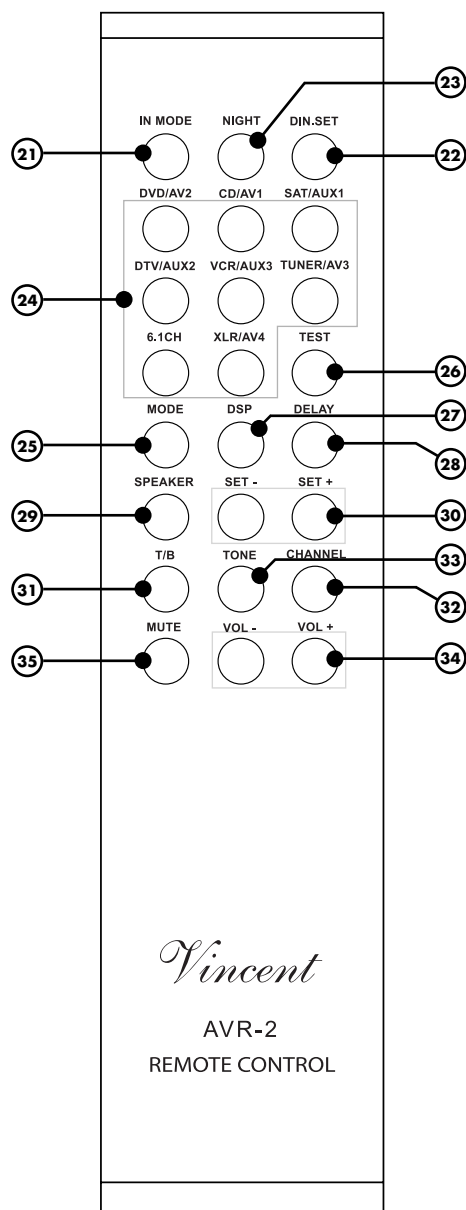 23
IN MODE NIGHT DIN.SET
21 22
DVD/AV2 CD/AV1 SAT/AUX1
DTV/AUX2 VCR/AUX3 TUNER/AV3
24
6.1CH XLR/AV4 TEST
26
MODE DSP DELAY
27
25 28
SPEAKER SET - SET +
29 30
T/B TONE CHANNEL
33
31 32
MUTE VOL - VOL +
35 34
Vincent
AVR-2
REMOTE CONTROL